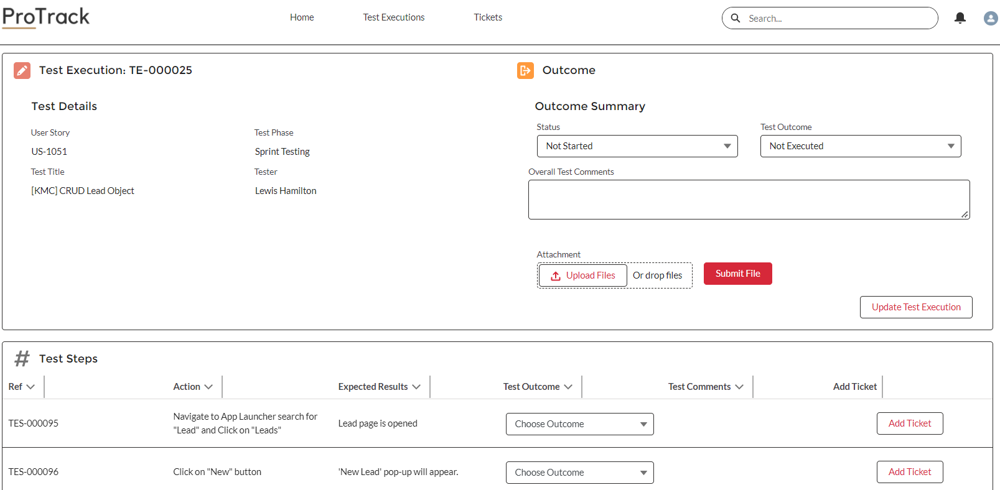 ProTrack
Home
Test Executions
Tickets
Search...
Test Execution: TE-000025
Test Details
User Story
Test Phase
US-1051
Sprint Testing
Test Title
Tester
[KMC] CRUD Lead Object
Lewis Hamilton
Outcome
Outcome Summary
Status
Test Outcome
Not Started
Not Executed
Overall Test Comments
Attachment
Upload Files
Or drop files
Submit File
Update Test Execution
# Test Steps
Ref
Action
Expected Results
Test Outcome
Test Comments
Add Ticket
TES-000095
Navigate to App Launcher search for
"Lead" and Click on "Leads"
Lead page is opened
Choose Outcome
Add Ticket
TES-000096
Click on "New" button
'New Lead' pop-up will appear.
Choose Outcome
Add Ticket